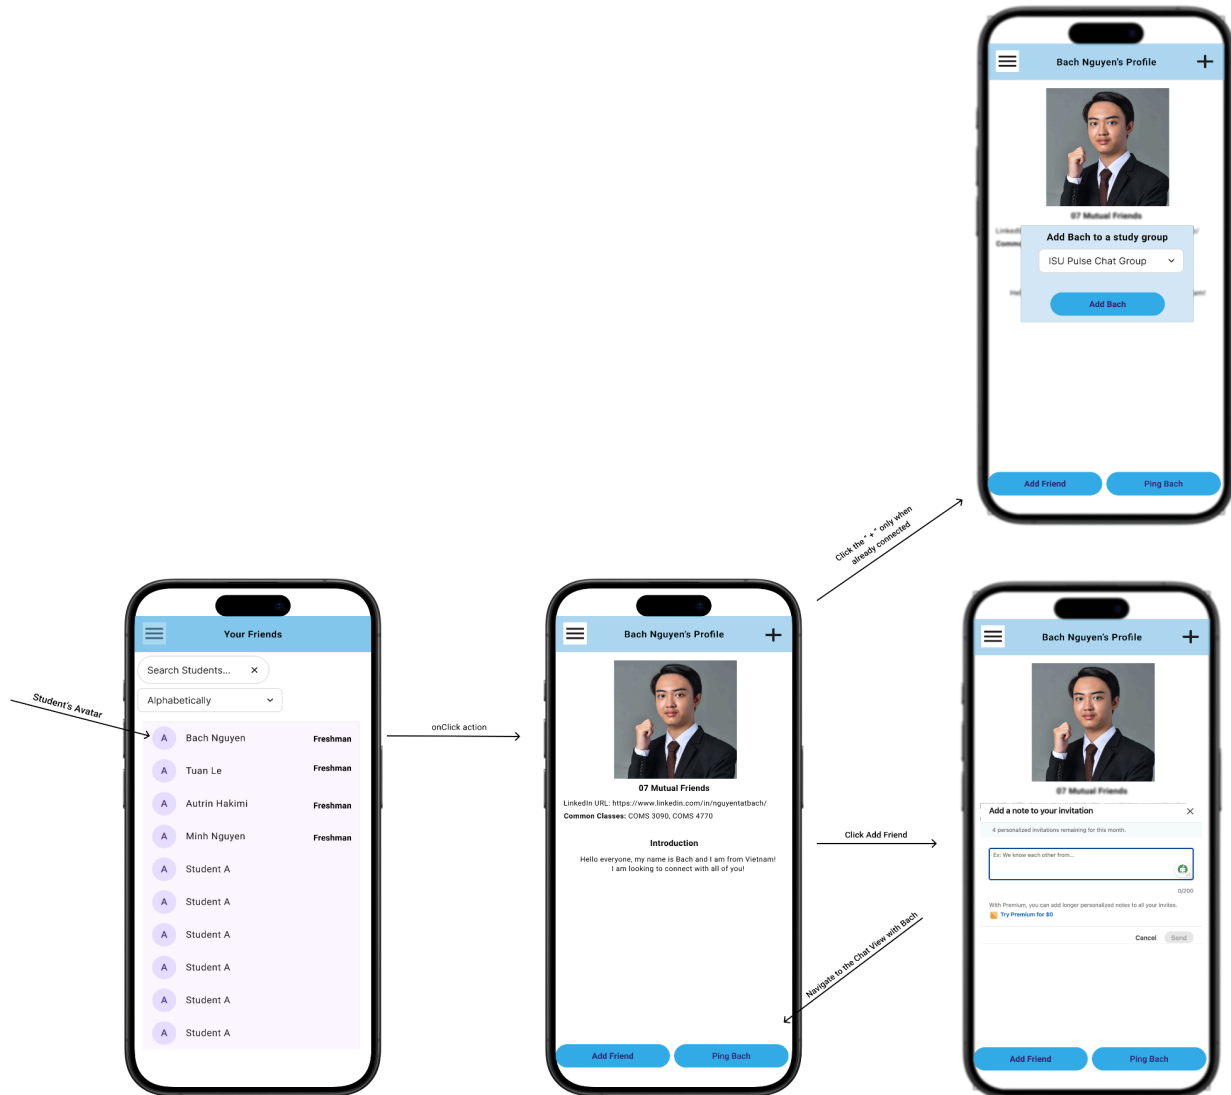 Bach Nguyen's Profile
07 Mutual Friends
Add Bach to a study group
ISU Pulse Chat Group
Add Bach
Add Friend
Ping Bach
Click the " + " only when
already connected
Student's Avatar
Your Friends
Search Students...
Alphabetically
A Bach Nguyen Freshman
A Tuan Le Freshman
A Autrin Hakimi Freshman
A Minh Nguyen Freshman
A Student A
A Student A
A Student A
A Student A
A Student A
A Student A
onClick action
Bach Nguyen's Profile
07 Mutual Friends
LinkedIn URL: https://www.linkedin.com/in/nguyentatbach/
Common Classes: COMS 3090, COMS 4770
Introduction
Hello everyone, my name is Bach and I am from Vietnam!
I am looking to connect with all of you!
Add Friend
Ping Bach
Click Add Friend
Navigate to the Chat View with Bach
Bach Nguyen's Profile
07 Mutual Friends
Add a note to your invitation
4 personalized invitations remaining for this month.
Ex: We know each other from...
0/200
With Premium, you can add longer personalized notes to all your invites.
Try Premium for $0
Cancel
Send
Add Friend
Ping Bach